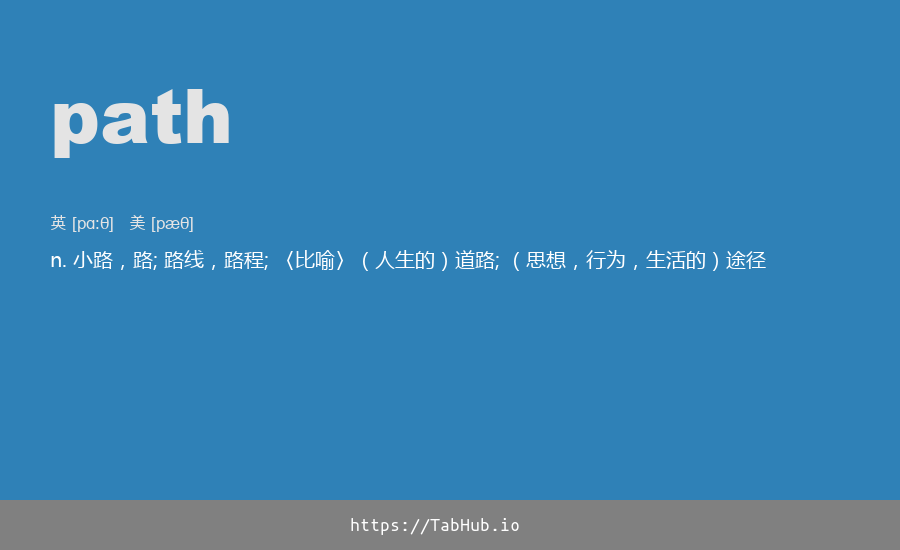 path
英 [pɑ:θ] 美 [pæθ]
n. 小路，路; 路线，路程; 〈比喻〉（人生的）道路; （思想，行为，生活的）途径
https://TabHub.io